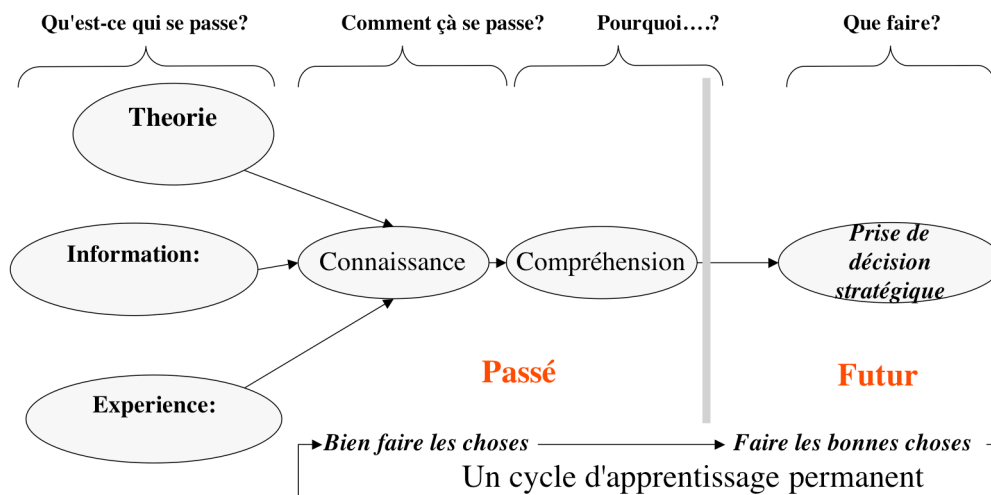 Qu'est-ce qui se passe?
Comment çà se passe?
Pourquoi….?
Que faire?
Theorie
Information:
Connaissance
Compréhension
Prise de
décision
stratégique
Passé
Futur
Experience:
Bien faire les choses
Faire les bonnes choses
Un cycle d'apprentissage permanent